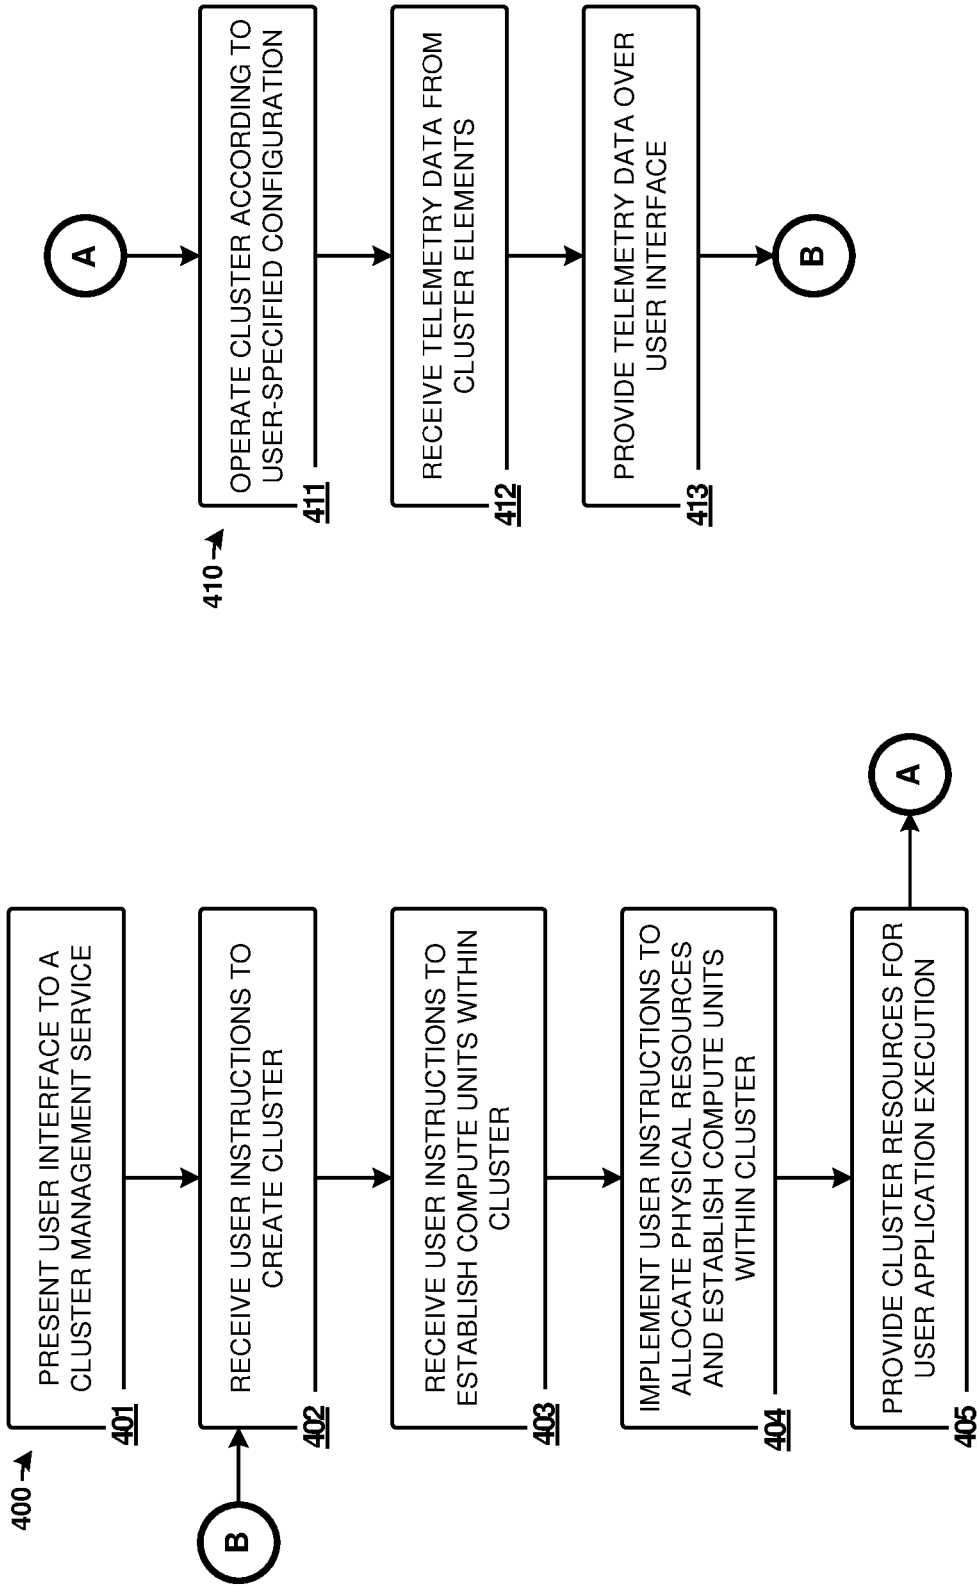 400
PRESENT USER INTERFACE TO A
CLUSTER MANAGEMENT SERVICE
401
B
RECEIVE USER INSTRUCTIONS TO
CREATE CLUSTER
402
RECEIVE USER INSTRUCTIONS TO
ESTABLISH COMPUTE UNITS WITHIN
CLUSTER
403
IMPLEMENT USER INSTRUCTIONS TO
ALLOCATE PHYSICAL RESOURCES
AND ESTABLISH COMPUTE UNITS
WITHIN CLUSTER
404
PROVIDE CLUSTER RESOURCES FOR
USER APPLICATION EXECUTION
405
A
410
A
OPERATE CLUSTER ACCORDING TO
USER-SPECIFIED CONFIGURATION
411
RECEIVE TELEMETRY DATA FROM
CLUSTER ELEMENTS
412
PROVIDE TELEMETRY DATA OVER
USER INTERFACE
413
B